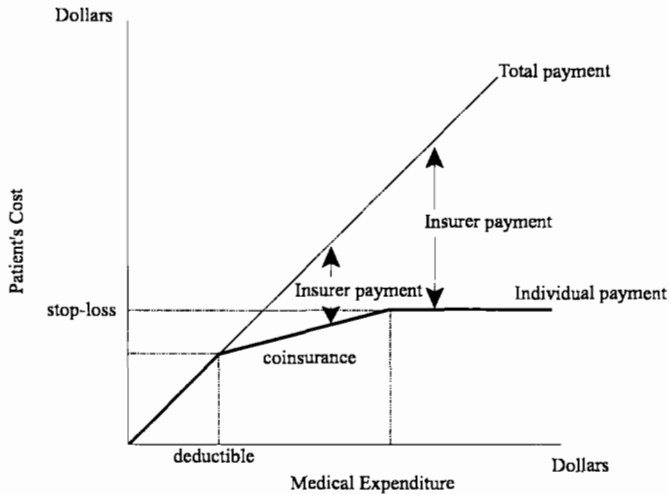 Dollars
Total payment
Insurer payment
Patient's Cost
Insurer payment
Individual payment
stop-loss
coinsurance
deductible
Dollars
Medical Expenditure